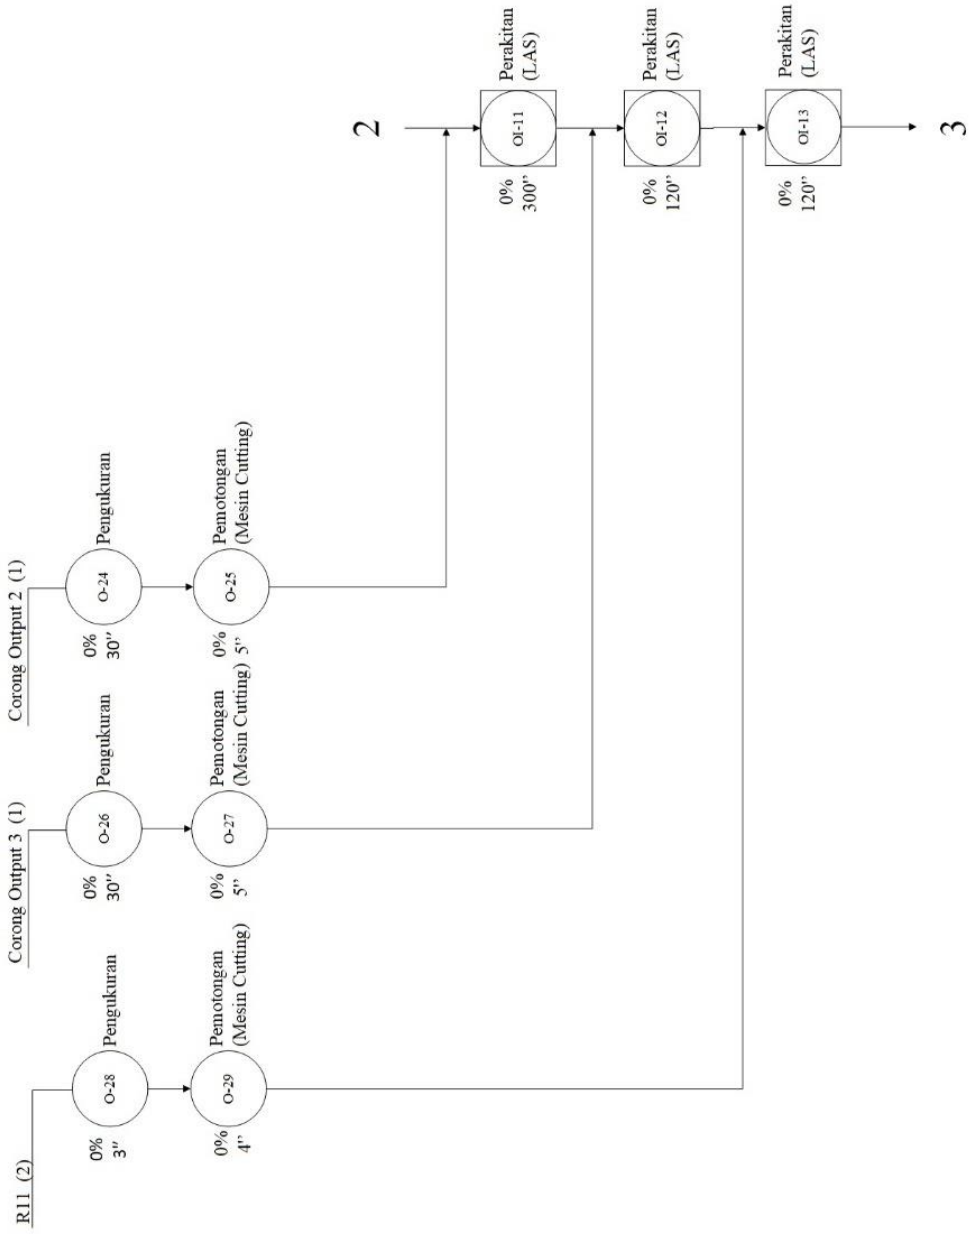 R11 (2)
0%
3"
O-28
Pengukuran
0%
4"
O-29
Pemotongan
(Mesin Cutting)
Corong Output 3 (1)
0%
30"
O-26
Pengukuran
0%
5"
O-27
Pemotongan
(Mesin Cutting)
Corong Output 2 (1)
0%
30"
O-24
Pengukuran
0%
5"
O-25
Pemotongan
(Mesin Cutting)
2
0%
300"
OI-11
Perakitan
(LAS)
0%
120"
OI-12
Perakitan
(LAS)
0%
120"
OI-13
Perakitan
(LAS)
3